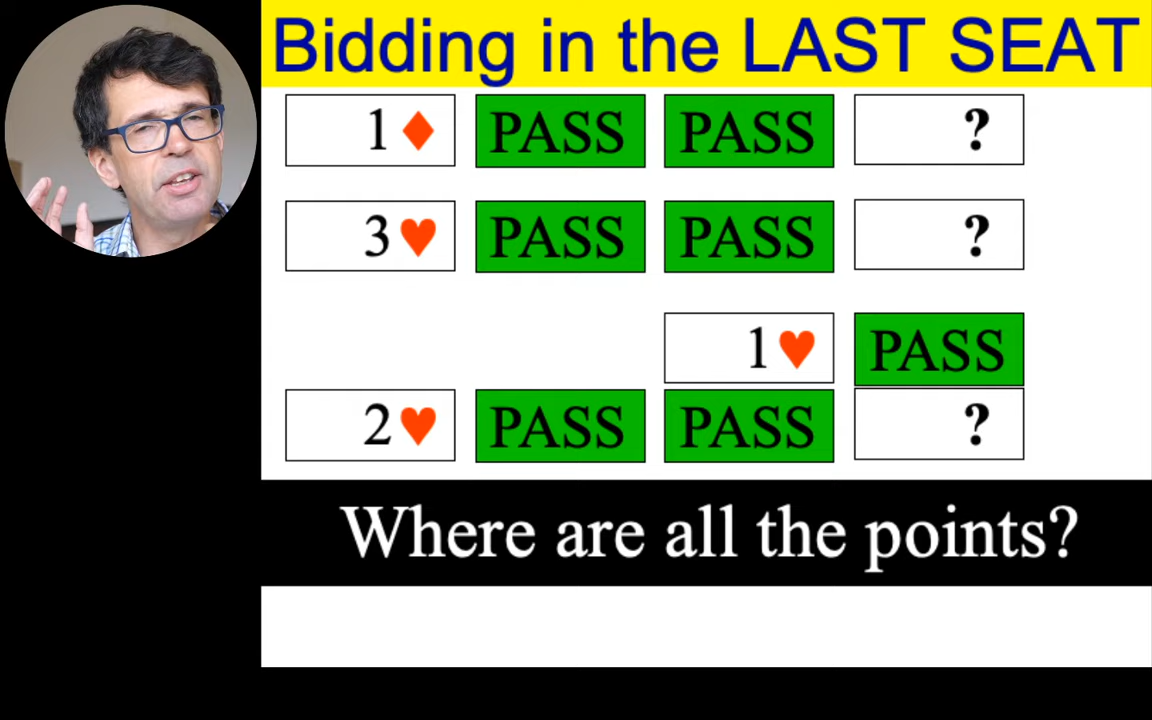 Bidding in the LAST SEAT
1♦ PASS PASS ?
3♥ PASS PASS ?
1♥ PASS
2♥ PASS PASS ?
Where are all the points?